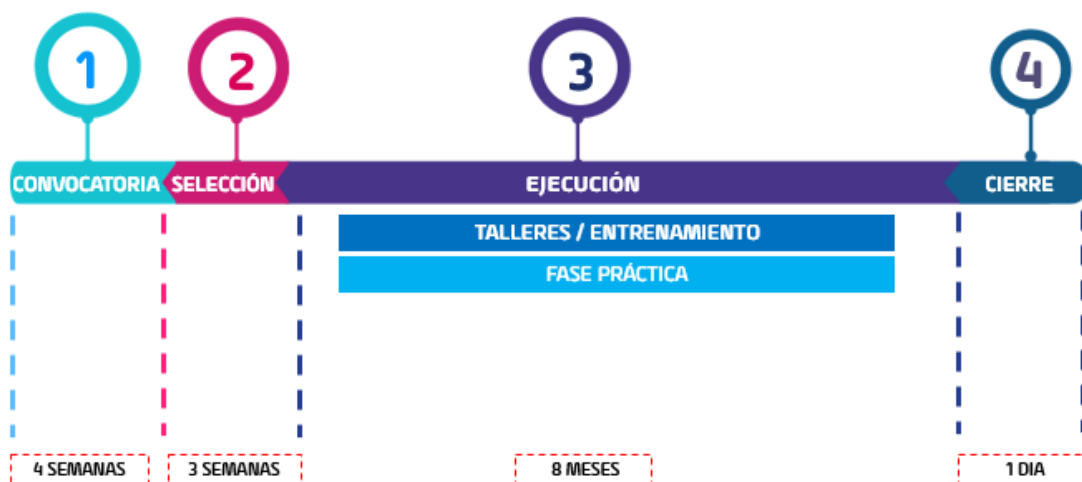 1
2
3
4
CONVOCATORIA
SELECCIÓN
EJECUCIÓN
CIERRE
TALLERES / ENTRENAMIENTO
FASE PRÁCTICA
4 SEMANAS
3 SEMANAS
8 MESES
1 DIA